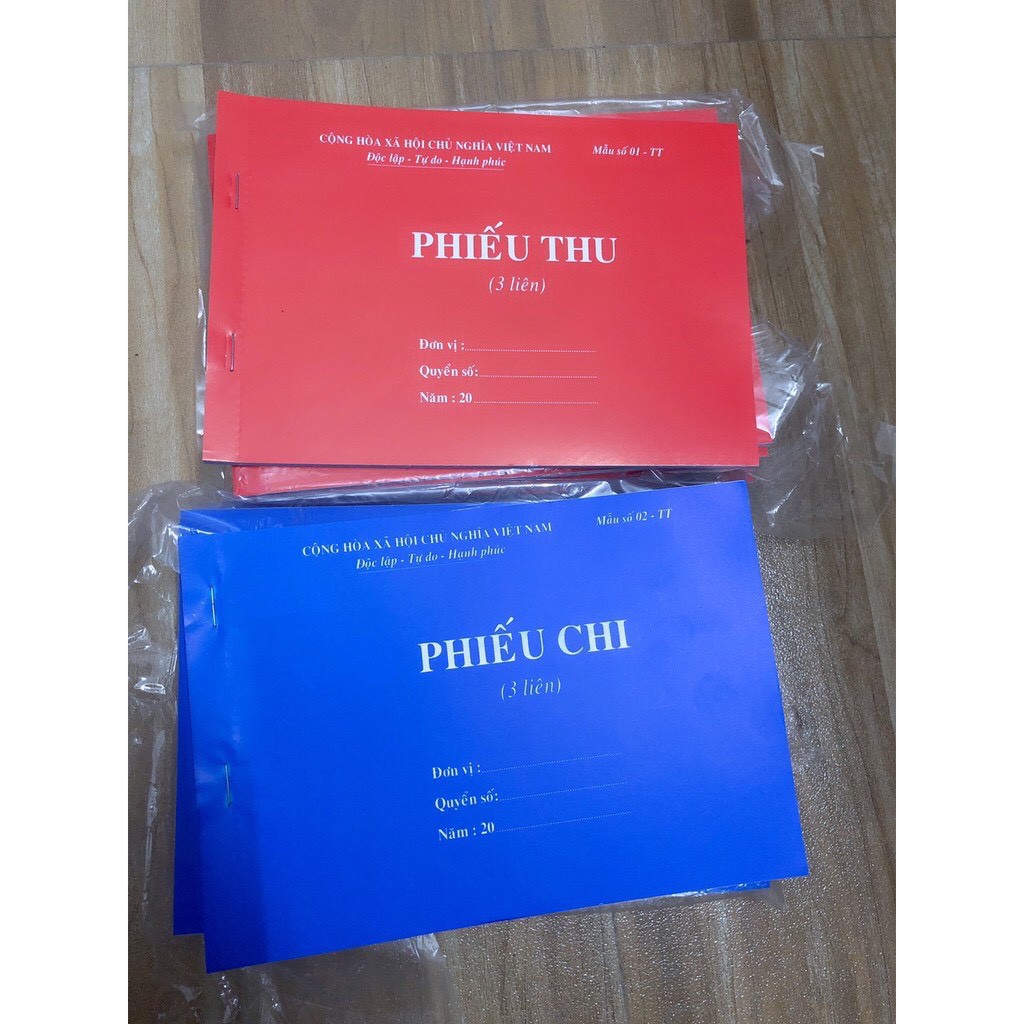 CỘNG HÒA XÃ HỘI CHỦ NGHĨA VIỆT NAM
Mẫu số 01 - TT
Độc lập - Tự do - Hạnh phúc
PHIẾU THU
(3 liên)
Đơn vị :
Quyển số:
Năm : 20
CỘNG HÒA XÃ HỘI CHỦ NGHĨA VIỆT NAM
Mẫu số 02 - TT
Độc lập - Tự do - Hạnh phúc
PHIẾU CHI
(3 liên)
Đơn vị :
Quyển số:
Năm : 20